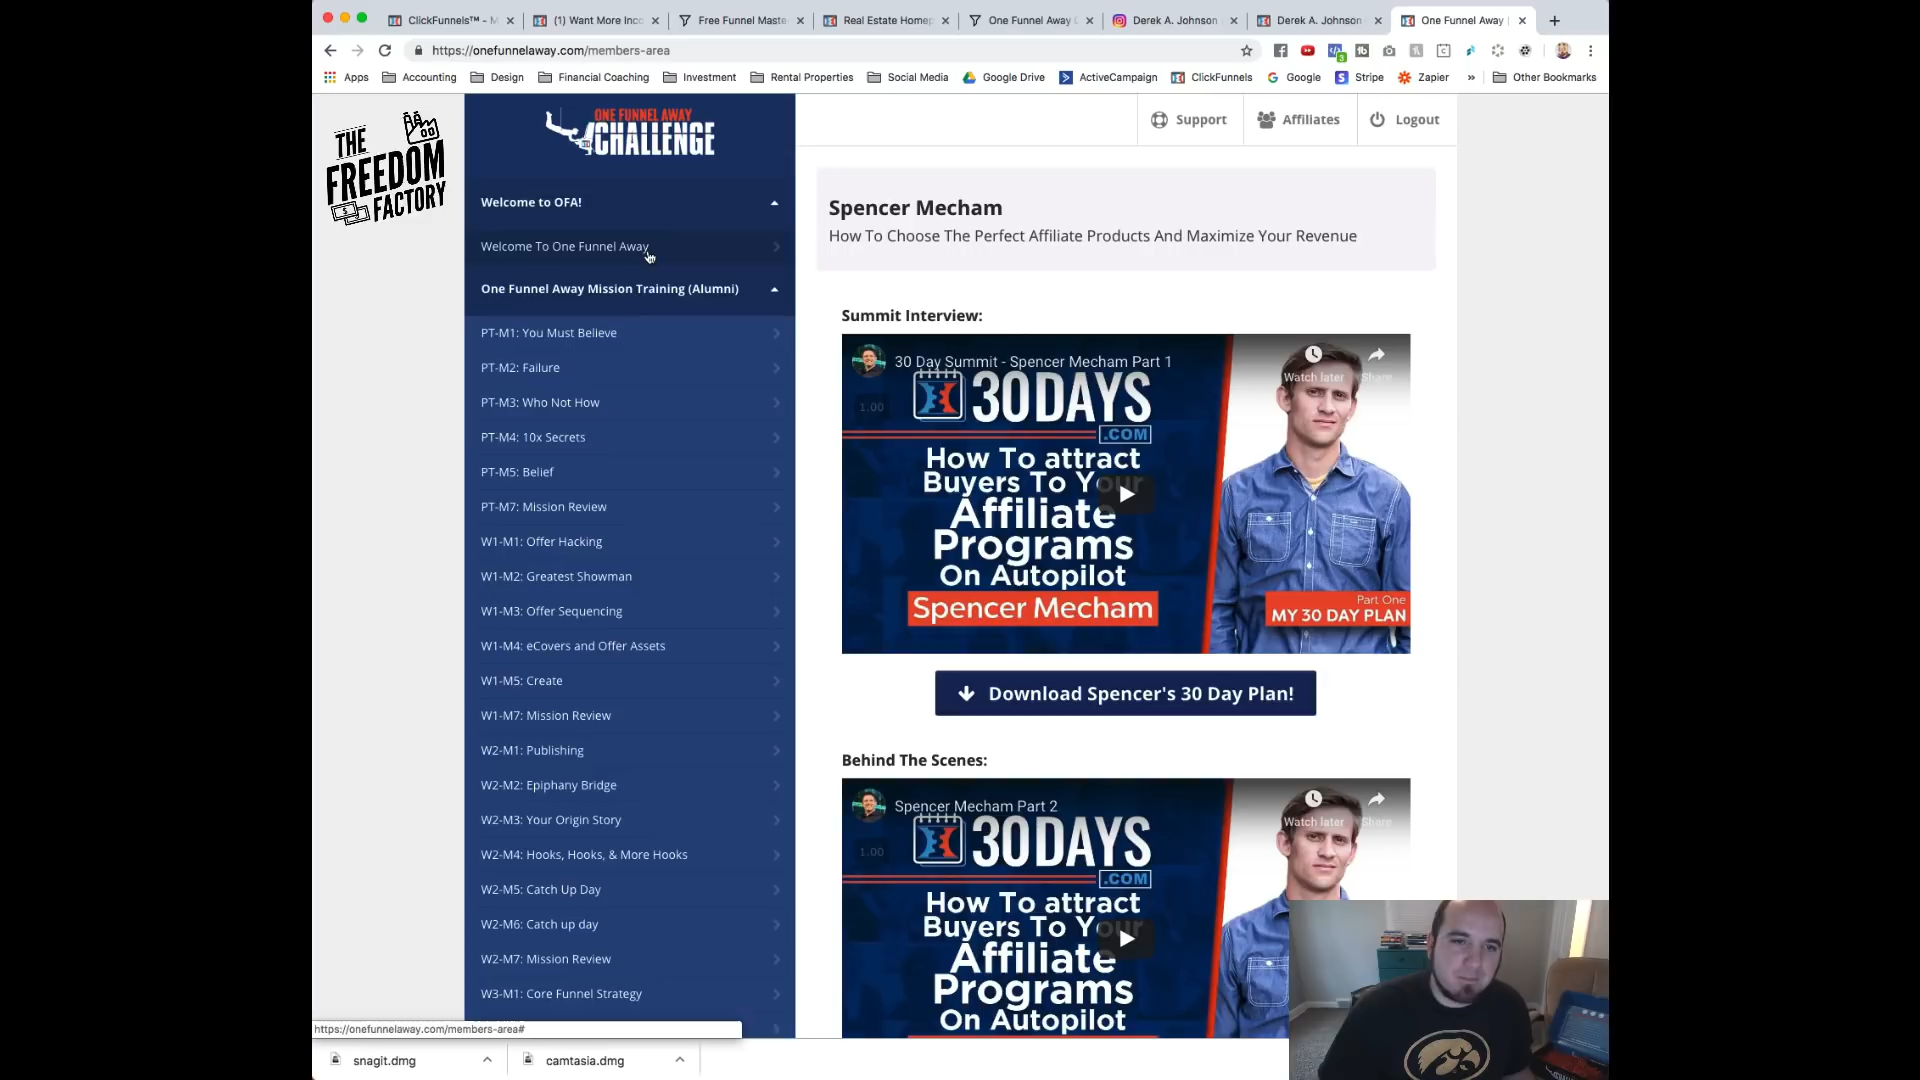 ClickFunnels™ - M
(1) Want More Inco
Free Funnel Maste
Real Estate Home
One Funnel Away
Derek A. Johnson
Derek A. Johnson
One Funnel Away
https://onefunnelaway.com/members-area
Apps
Accounting
Design
Financial Coaching
Investment
Rental Properties
Social Media
Google Drive
ActiveCampaign
ClickFunnels
Google
Stripe
Zapier
»
Other Bookmarks
THE
FREEDOM
FACTORY
ONE FUNNEL AWAY
CHALLENGE
Support
Affiliates
Logout
Welcome to OFA!
Welcome To One Funnel Away
One Funnel Away Mission Training (Alumni)
PT-M1: You Must Believe
PT-M2: Failure
PT-M3: Who Not How
PT-M4: 10x Secrets
PT-M5: Belief
PT-M7: Mission Review
W1-M1: Offer Hacking
W1-M2: Greatest Showman
W1-M3: Offer Sequencing
W1-M4: eCovers and Offer Assets
W1-M5: Create
W1-M7: Mission Review
W2-M1: Publishing
W2-M2: Epiphany Bridge
W2-M3: Your Origin Story
W2-M4: Hooks, Hooks, & More Hooks
W2-M5: Catch Up Day
W2-M6: Catch up day
W2-M7: Mission Review
W3-M1: Core Funnel Strategy
Spencer Mecham
How To Choose The Perfect Affiliate Products And Maximize Your Revenue
Summit Interview:
30 Day Summit - Spencer Mecham Part 1
Watch later
Share
1.00
30DAYS
.COM
How To attract
Buyers To Your
Affiliate
Programs
On Autopilot
Spencer Mecham
Part One
MY 30 DAY PLAN
Download Spencer's 30 Day Plan!
Behind The Scenes:
Spencer Mecham Part 2
Watch later
Share
1.00
30DAYS
.COM
How To attract
Buyers To Your
Affiliate
Programs
On Autopilot
https://onefunnelaway.com/members-area#
snagit.dmg
camtasia.dmg